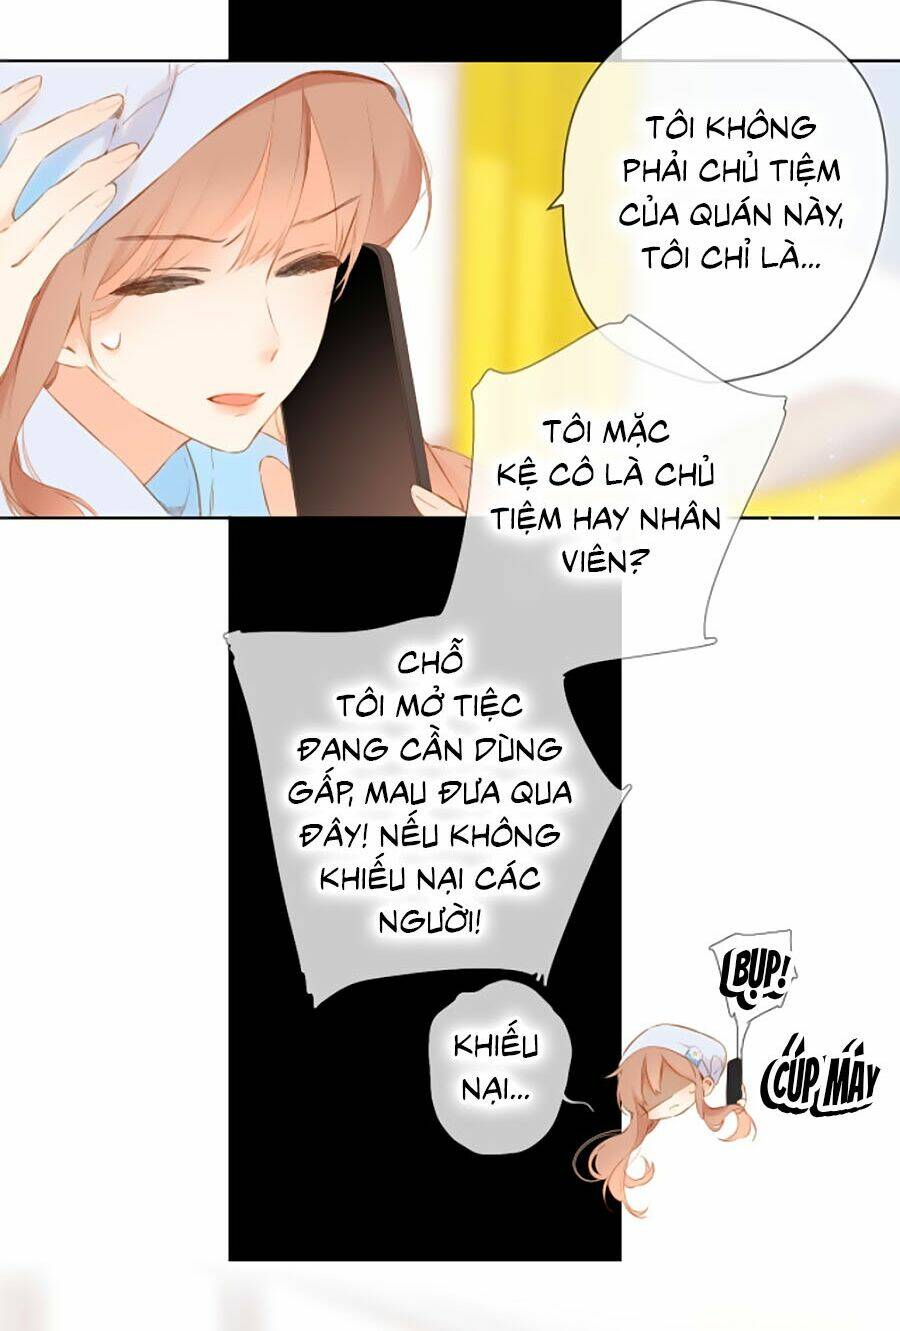 TÔI KHÔNG
PHẢI CHỦ TIỆM
CỦA QUÁN NÀY,
TÔI CHỈ LÀ...
TÔI MẶC
KỆ CÔ LÀ CHỦ
TIỆM HAY NHÂN
VIÊN?
CHỖ
TÔI MỞ TIỆC
ĐANG CẦN DÙNG
GẤP, MAU ĐƯA QUA
ĐÂY! NẾU KHÔNG
KHIẾU NẠI CÁC
NGƯỜI!
BỤP!
CÚP MÁY
KHIẾU
NẠI...